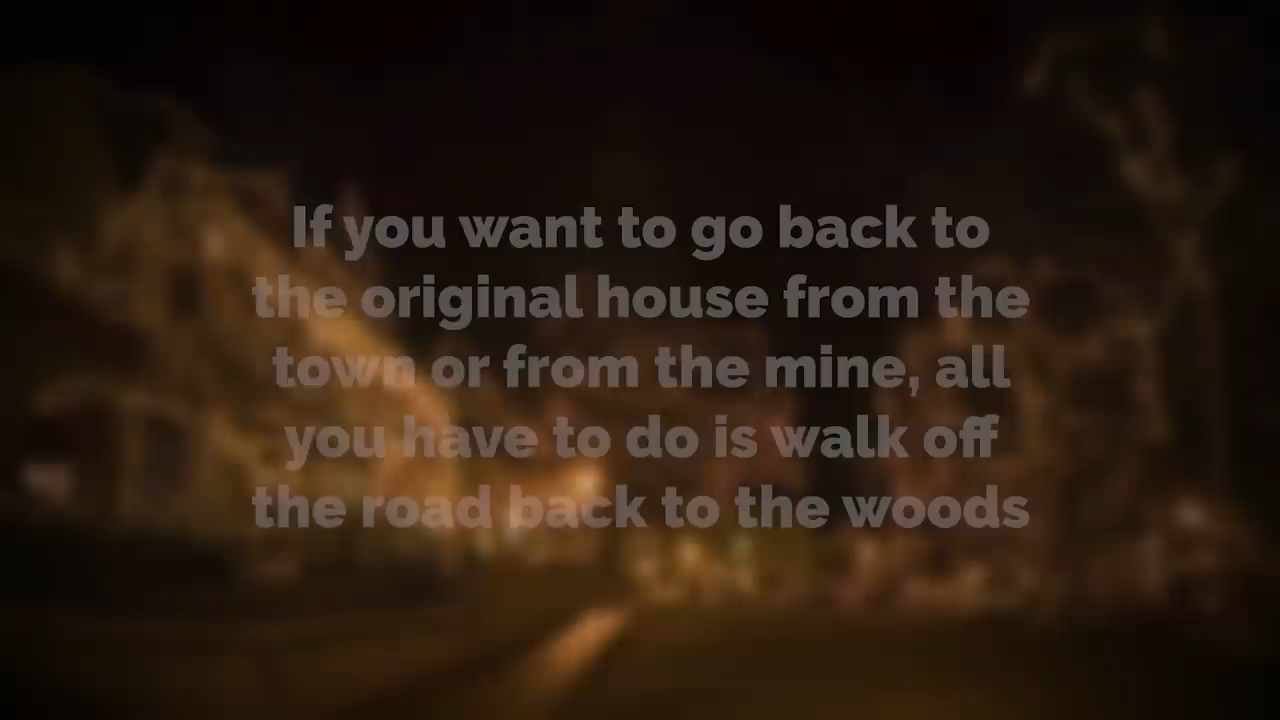 If you want to go back to
the original house from the
town or from the mine, all
you have to do is walk off
the road back to the woods